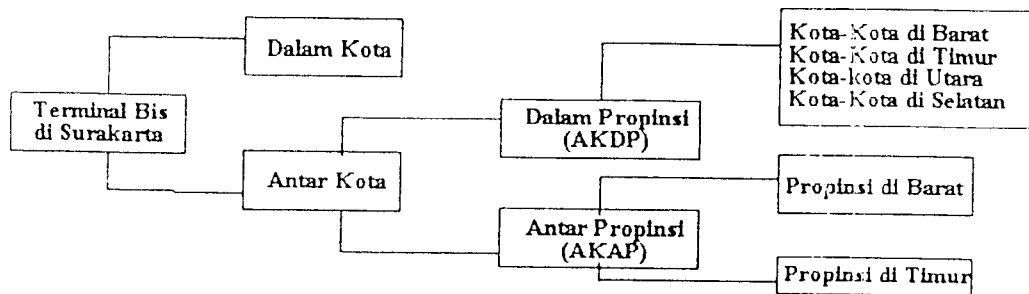 Dalam Kota
Terminal Bis
di Surakarta
Antar Kota
Dalam Propinsi
(AKDP)
Antar Propinsi
(AKAP)
Kota-Kota di Barat
Kota-Kota di Timur
Kota-kota di Utara
Kota-Kota di Selatan
Propinsi di Barat
Propinsi di Timur